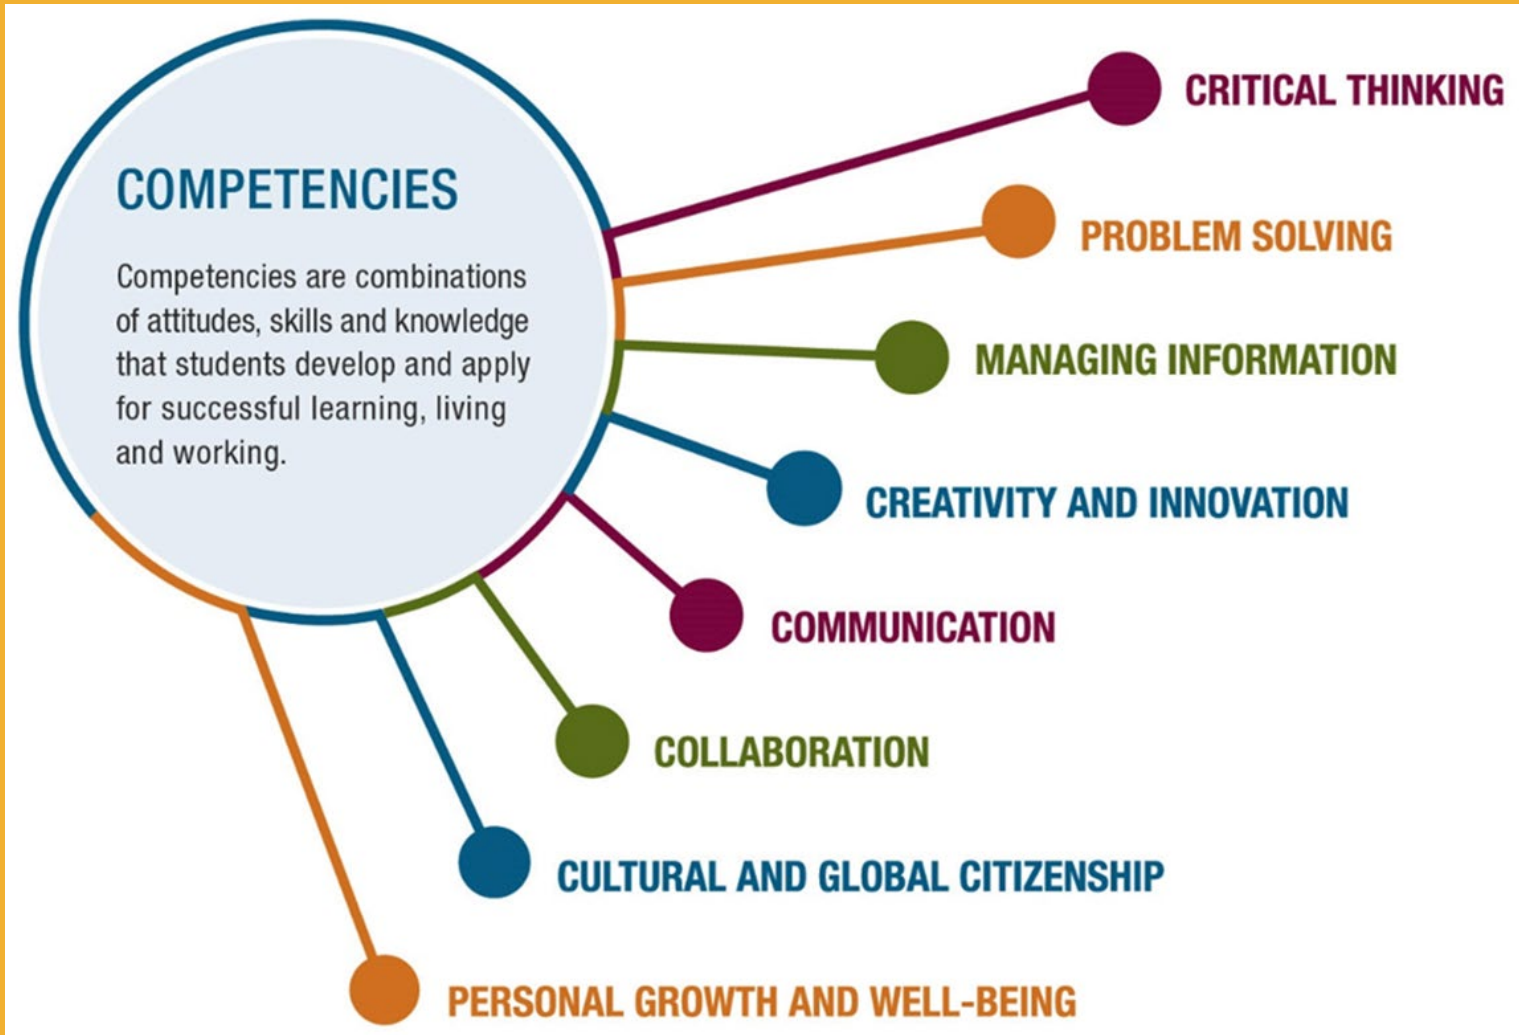 COMPETENCIES
Competencies are combinations
of attitudes, skills and knowledge
that students develop and apply
for successful learning, living
and working.
CRITICAL THINKING
PROBLEM SOLVING
MANAGING INFORMATION
CREATIVITY AND INNOVATION
COMMUNICATION
COLLABORATION
CULTURAL AND GLOBAL CITIZENSHIP
PERSONAL GROWTH AND WELL-BEING